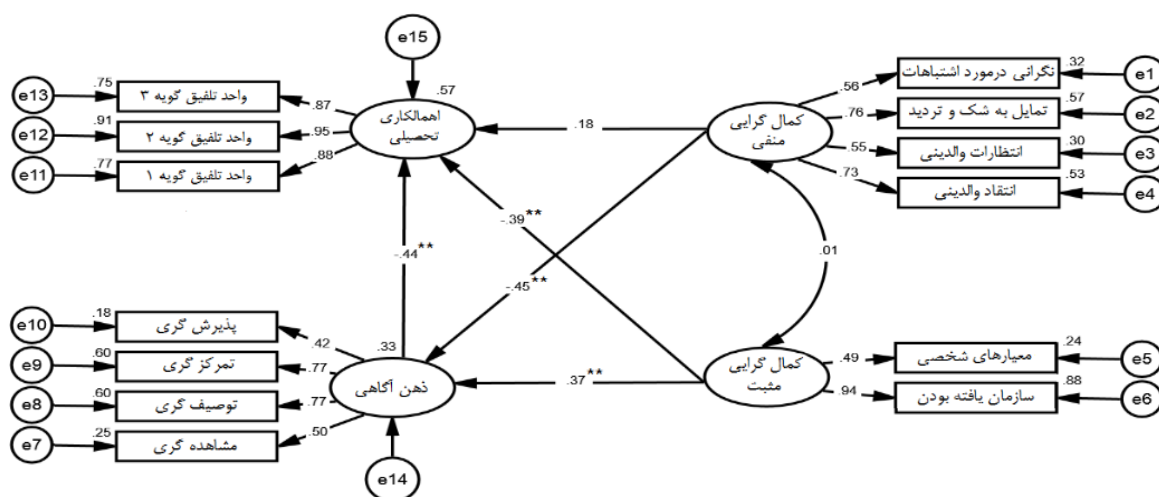 e15
.57
اهمالکاری
تحصیلی
e13
.75
واحد تلفیق گویه ۳
.87
e12
.91
واحد تلفیق گویه ۲
.95
e11
.77
واحد تلفیق گویه ۱
.88
.18
کمال گرایی
منفی
.56
نگرانی درمورد اشتباهات
.32
e1
.76
تمایل به شک و تردید
.57
e2
.55
انتظارات والدینی
.30
e3
.73
انتقاد والدینی
.53
e4
-.39**
-.44**
-.45**
.01
e10
.18
پذیرش گری
.42
e9
.60
تمرکز گری
.77
e8
.60
توصیف گری
.77
e7
.25
مشاهده گری
.50
.33
ذهن آگاهی
e14
.37**
کمال گرایی
مثبت
.49
معیارهای شخصی
.24
e5
.94
سازمان یافته بودن
.88
e6